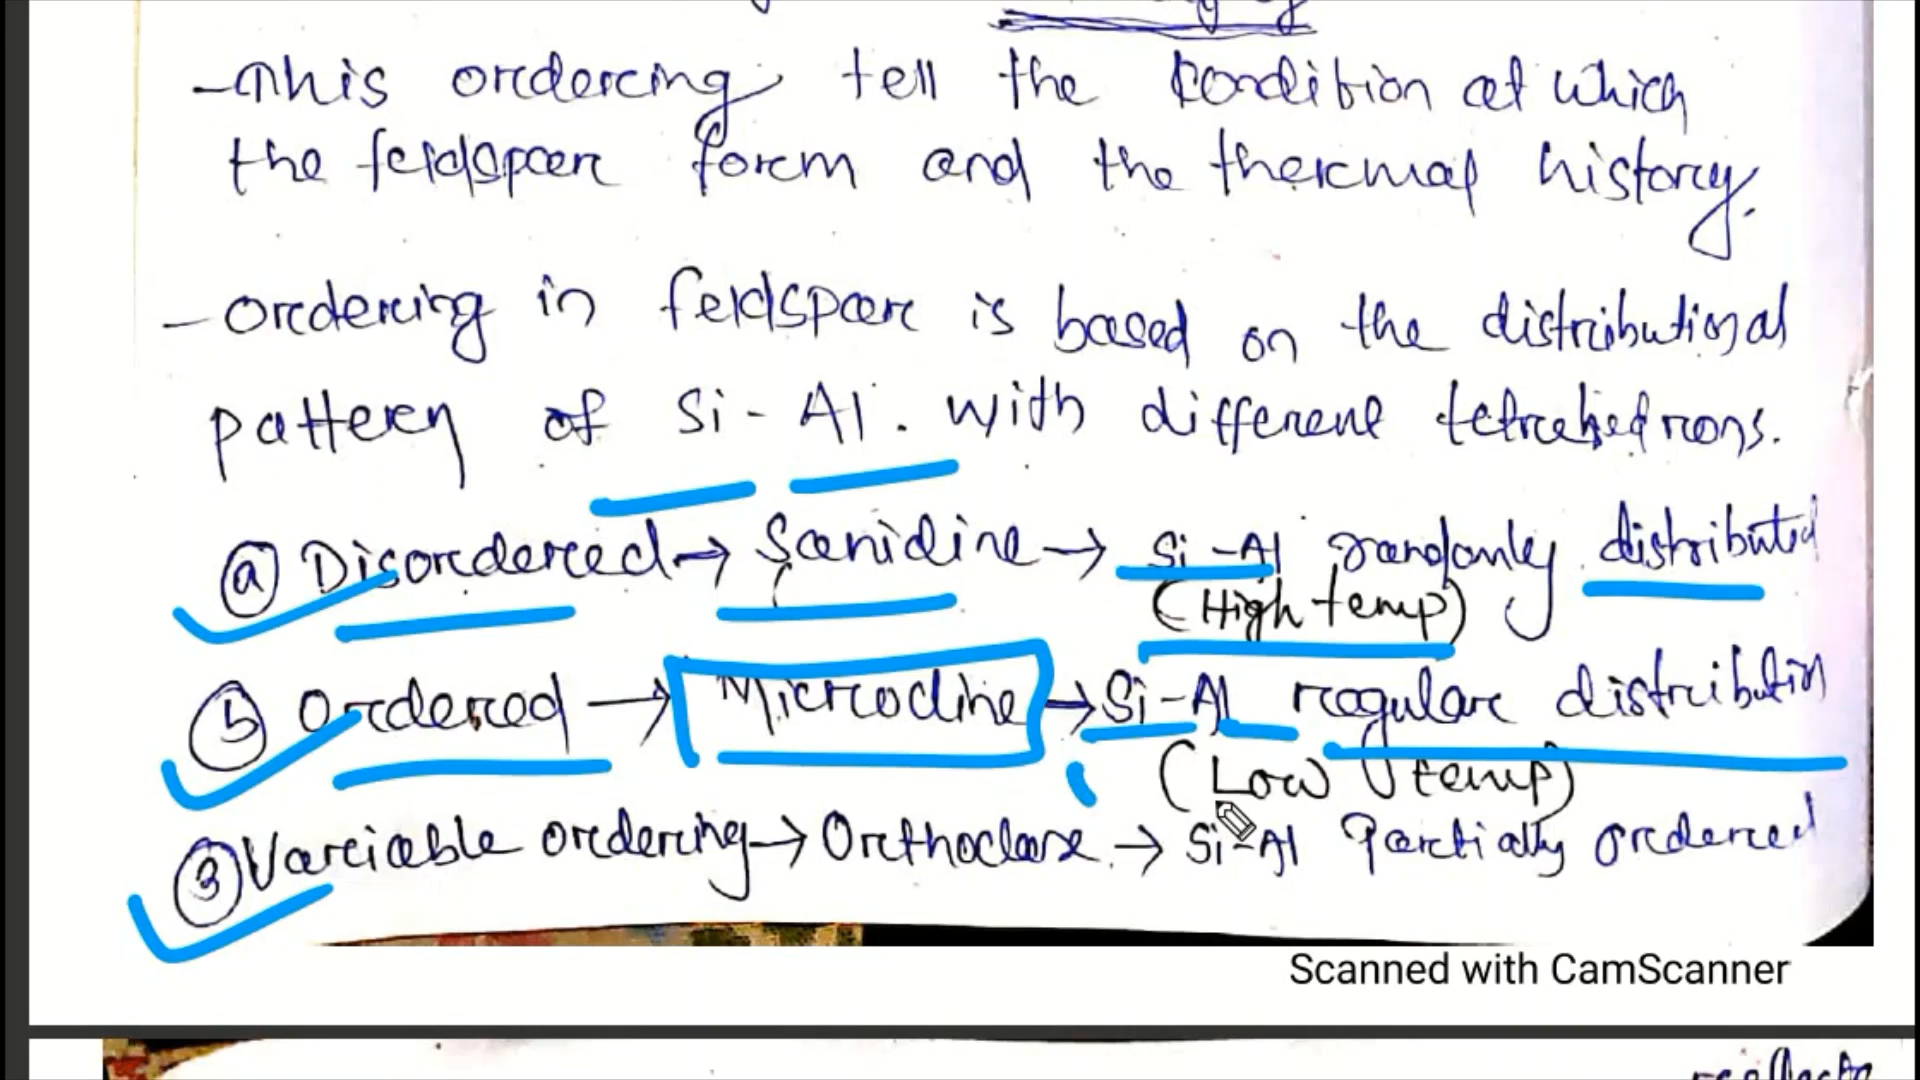 - This ordering tell the condition at which
the feldspar form and the thermal history.
- Ordering in feldspar is based on the distributional
pattern of Si - Al. with different tetrahedrons.
(a) Disordered → Sanidine → Si-Al randomly distributed
(High temp)
(b) Ordered → Microcline → Si-Al regular distribution
(Low temp)
(3) Variable ordering → Orthoclase → Si-Al Partially ordered
Scanned with CamScanner